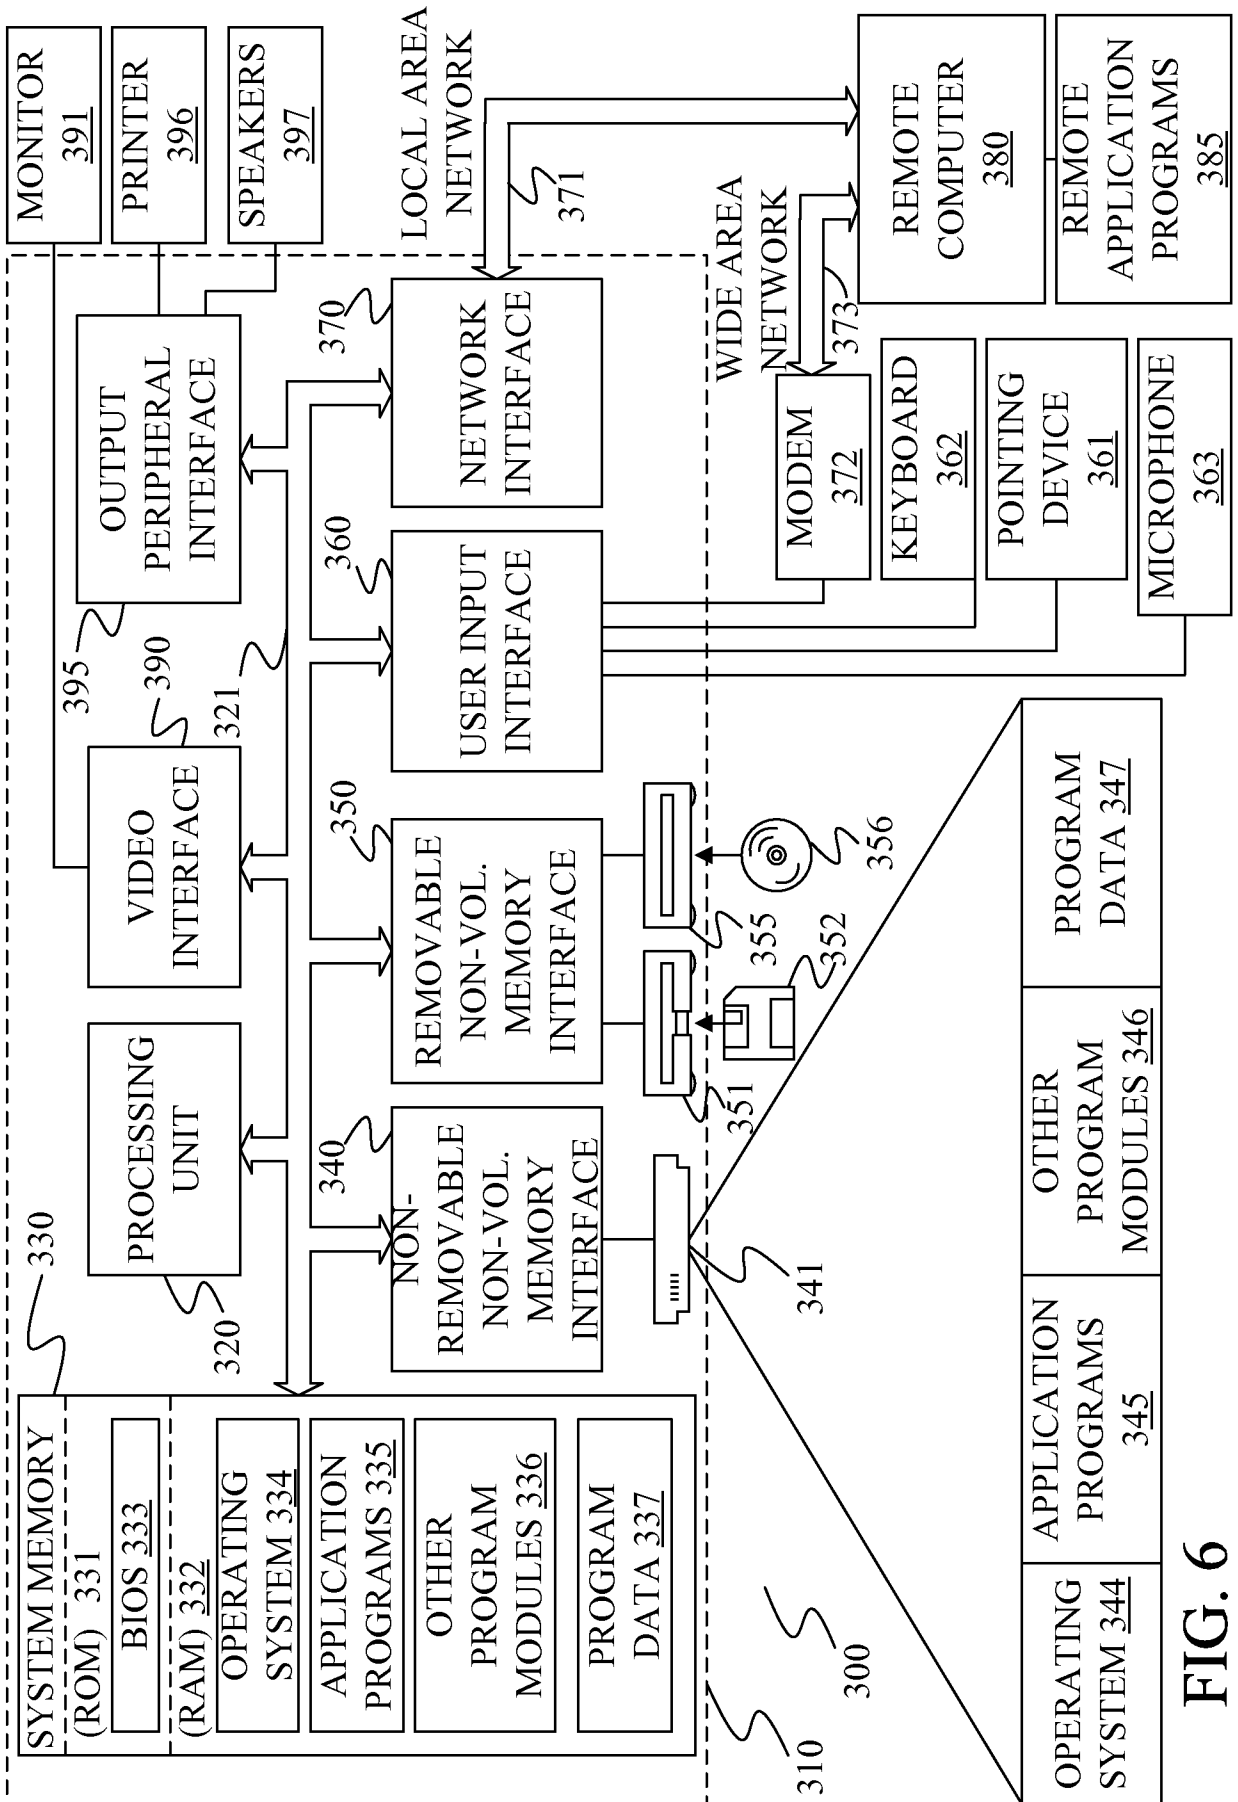 SYSTEM MEMORY
(ROM) 331
BIOS 333
(RAM) 332
OPERATING
SYSTEM 334
APPLICATION
PROGRAMS 335
OTHER
PROGRAM
MODULES 336
PROGRAM
DATA 337
330
320
PROCESSING
UNIT
VIDEO
INTERFACE
390
321
395
OUTPUT
PERIPHERAL
INTERFACE
MONITOR
391
PRINTER
396
SPEAKERS
397
340
NON-
REMOVABLE
NON-VOL.
MEMORY
INTERFACE
350
REMOVABLE
NON-VOL.
MEMORY
INTERFACE
360
USER INPUT
INTERFACE
370
NETWORK
INTERFACE
LOCAL AREA
NETWORK
371
341
351
352
355
356
WIDE AREA
NETWORK
373
MODEM
372
KEYBOARD
362
POINTING
DEVICE
361
MICROPHONE
363
REMOTE
COMPUTER
380
REMOTE
APPLICATION
PROGRAMS
385
310
300
OPERATING
SYSTEM 344
APPLICATION
PROGRAMS
345
OTHER
PROGRAM
MODULES 346
PROGRAM
DATA 347
FIG. 6